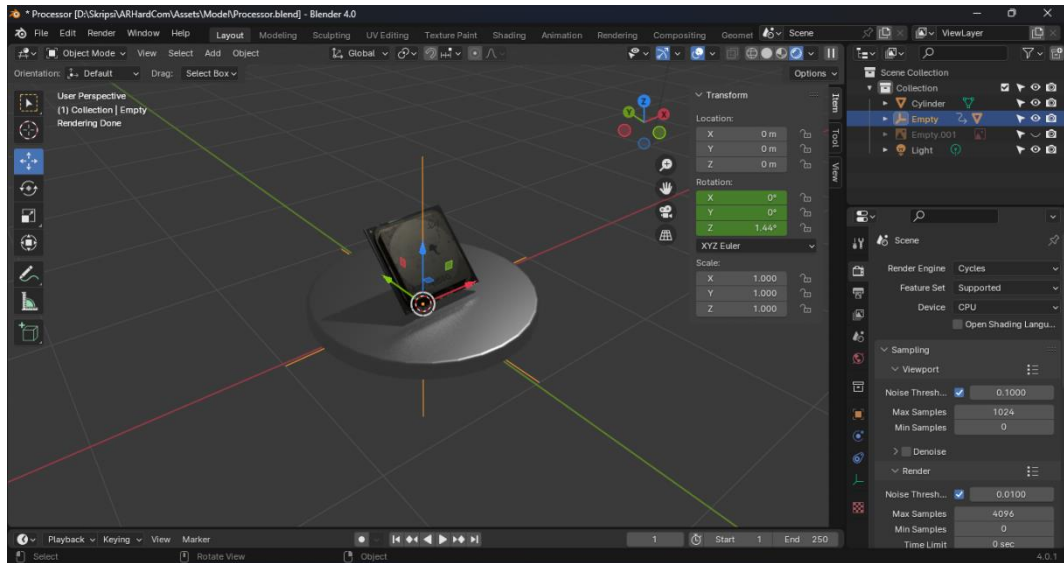 * Processor [D:\Skripsi\ARHardCom\Assets\Model\Processor.blend] - Blender 4.0
File Edit Render Window Help Layout Modeling Sculpting UV Editing Texture Paint Shading Animation Rendering Compositing Geomet Scene ViewLayer
Object Mode View Select Add Object Global
Orientation: Default Drag: Select Box Options
User Perspective
(1) Collection | Empty
Rendering Done
Transform
Location:
X 0 m
Y 0 m
Z 0 m
Rotation:
X 0°
Y 0°
Z 1.44°
XYZ Euler
Scale:
X 1.000
Y 1.000
Z 1.000
Item
Tool
View
Scene Collection
Collection
Cylinder
Empty
Empty.001
Light
Scene
Render Engine Cycles
Feature Set Supported
Device CPU
Open Shading Langu...
Sampling
Viewport
Noise Thresh... 0.1000
Max Samples 1024
Min Samples 0
Denoise
Render
Noise Thresh... 0.0100
Max Samples 4096
Min Samples 0
Time Limit 0 sec
Playback Keying View Marker 1 Start 1 End 250
Select Rotate View Object 4.0.1